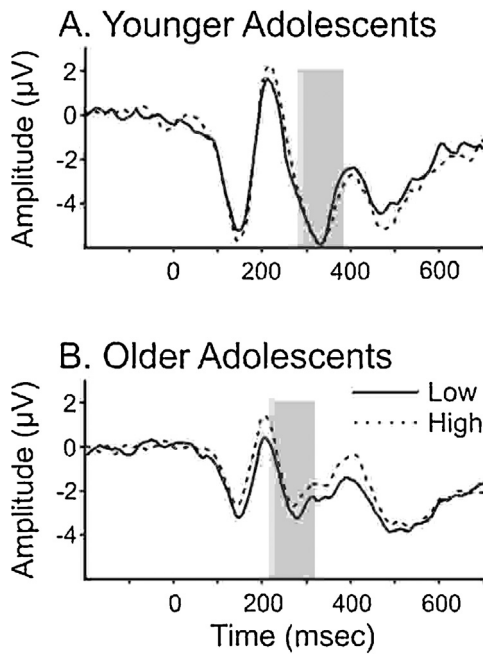 A. Younger Adolescents
Amplitude (µV)
2
0
-2
-4
0 200 400 600
B. Older Adolescents
Amplitude (µV)
2
0
-2
-4
Low
High
0 200 400 600
Time (msec)